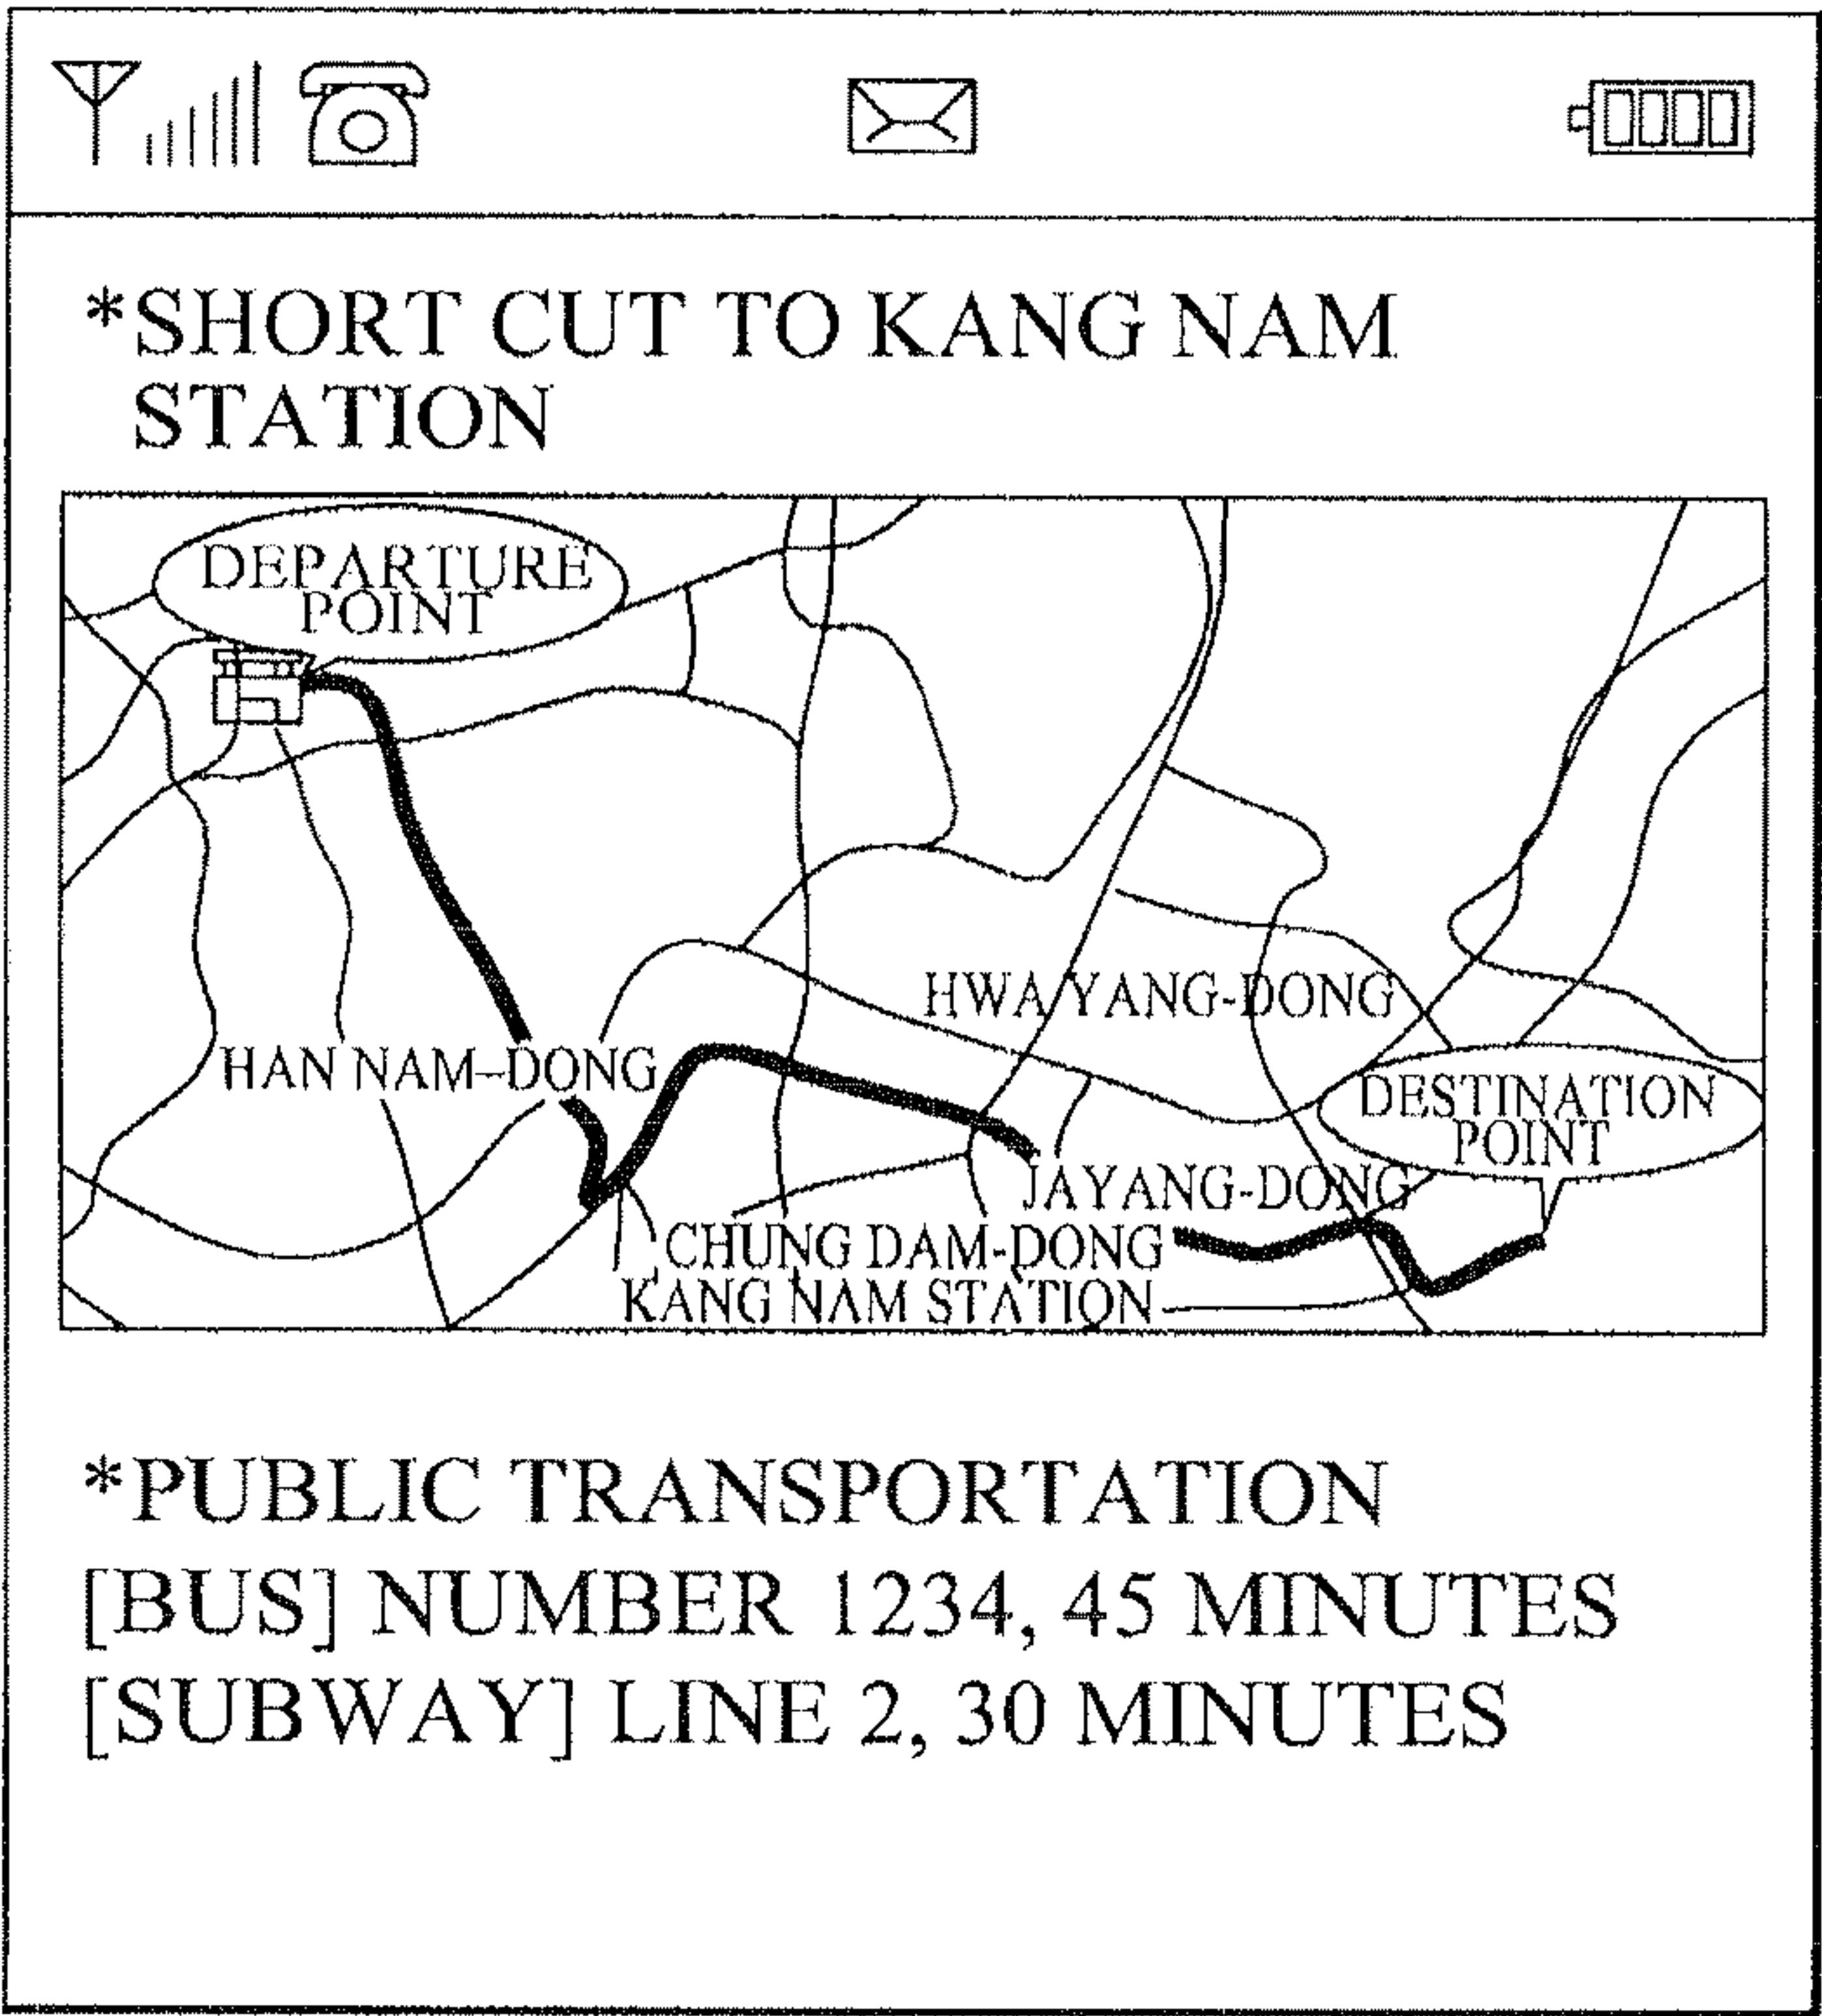 *SHORT CUT TO KANG NAM
STATION
DEPARTURE
POINT
HWA YANG-DONG
HAN NAM-DONG
DESTINATION
POINT
JAYANG-DONG
CHUNG DAM-DONG
KANG NAM STATION
*PUBLIC TRANSPORTATION
[BUS] NUMBER 1234, 45 MINUTES
[SUBWAY] LINE 2, 30 MINUTES